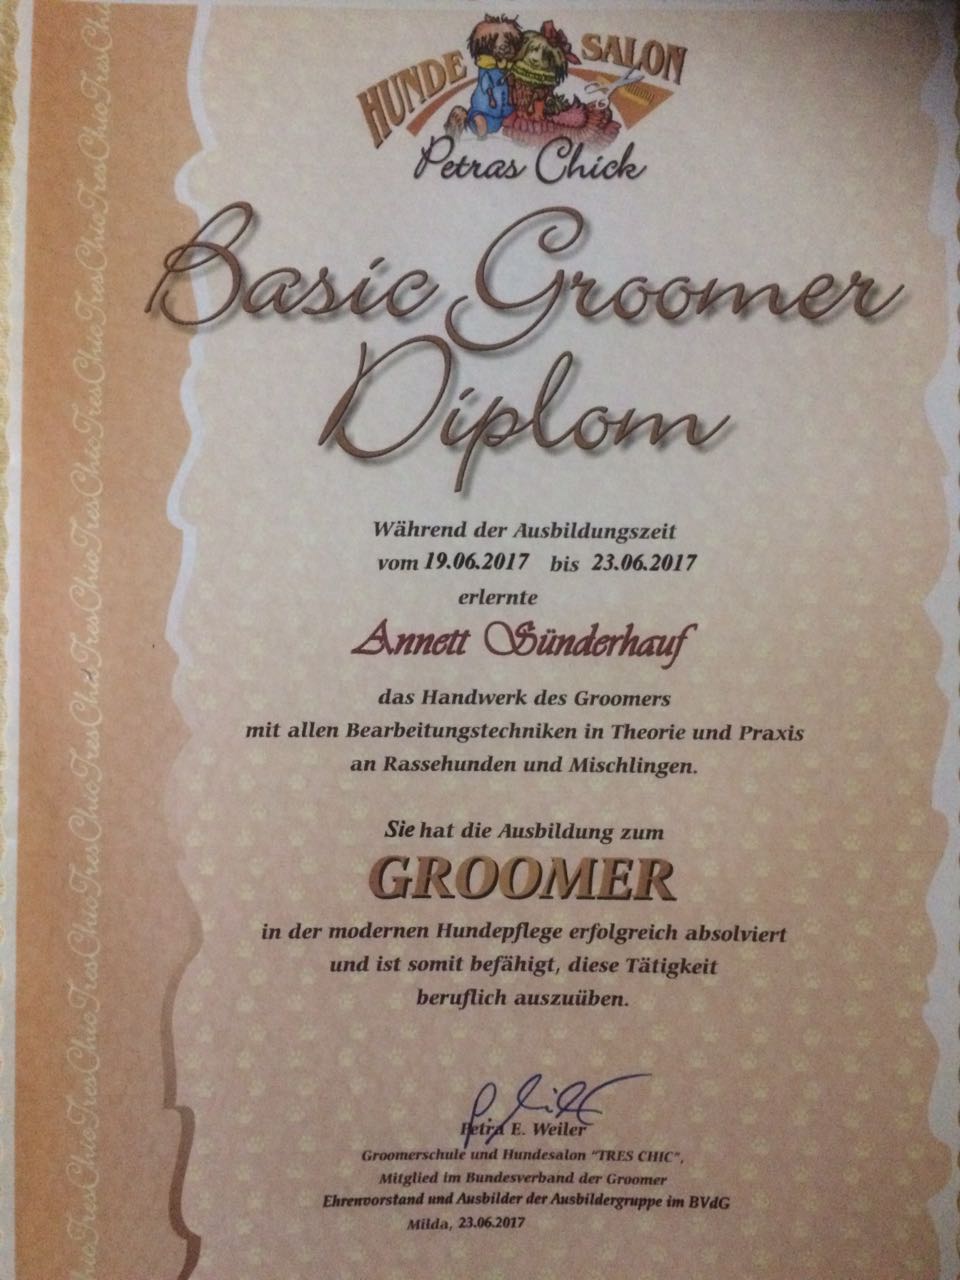 HUNDE SALON
Petras Chick
Basic Groomer
Diplom
Während der Ausbildungszeit
vom 19.06.2017 bis 23.06.2017
erlernte
Annett Sünderhauf
das Handwerk des Groomers
mit allen Bearbeitungstechniken in Theorie und Praxis
an Rassehunden und Mischlingen.
Sie hat die Ausbildung zum
GROOMER
in der modernen Hundepflege erfolgreich absolviert
und ist somit befähigt, diese Tätigkeit
beruflich auszuüben.
Petra E. Weiler
Groomerschule und Hundesalon "TRES CHIC",
Mitglied im Bundesverband der Groomer
Ehrenvorstand und Ausbilder der Ausbildergruppe im BVdG
Milda, 23.06.2017
TresChicTresChicTresChicTresChicTresChicTresChicTresChicTresChicTresChicTresChicTresChicTresChic